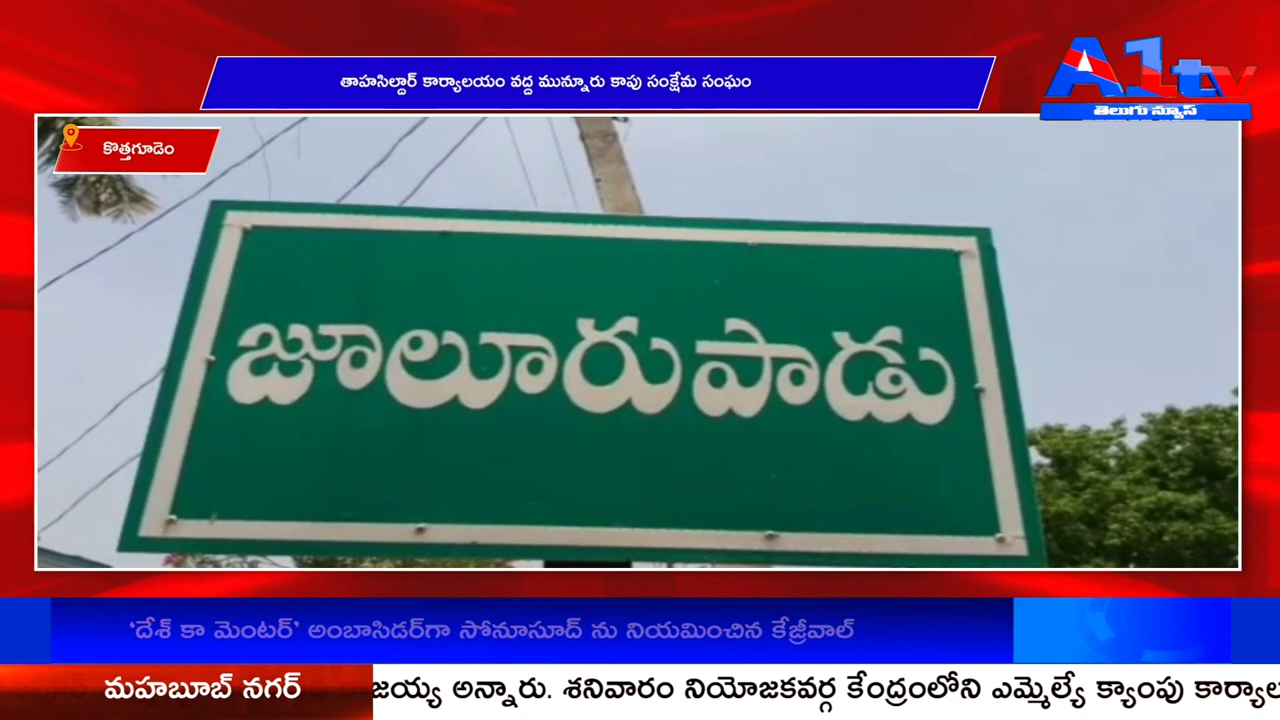 తాహసిల్దార్ కార్యాలయం వద్ద మున్నూరు కాపు సంక్షేమ సంఘం
A1tv
తెలుగు న్యూస్
కొత్తగూడెం
జూలూరుపాడు
‘దేశ్ కా మెంటర్’ అంబాసిడర్‌గా సోనూసూద్ ను నియమించిన కేజ్రీవాల్
మహబూబ్ నగర్
జయ్య అన్నారు. శనివారం నియోజకవర్గ కేంద్రంలోని ఎమ్మెల్యే క్యాంపు